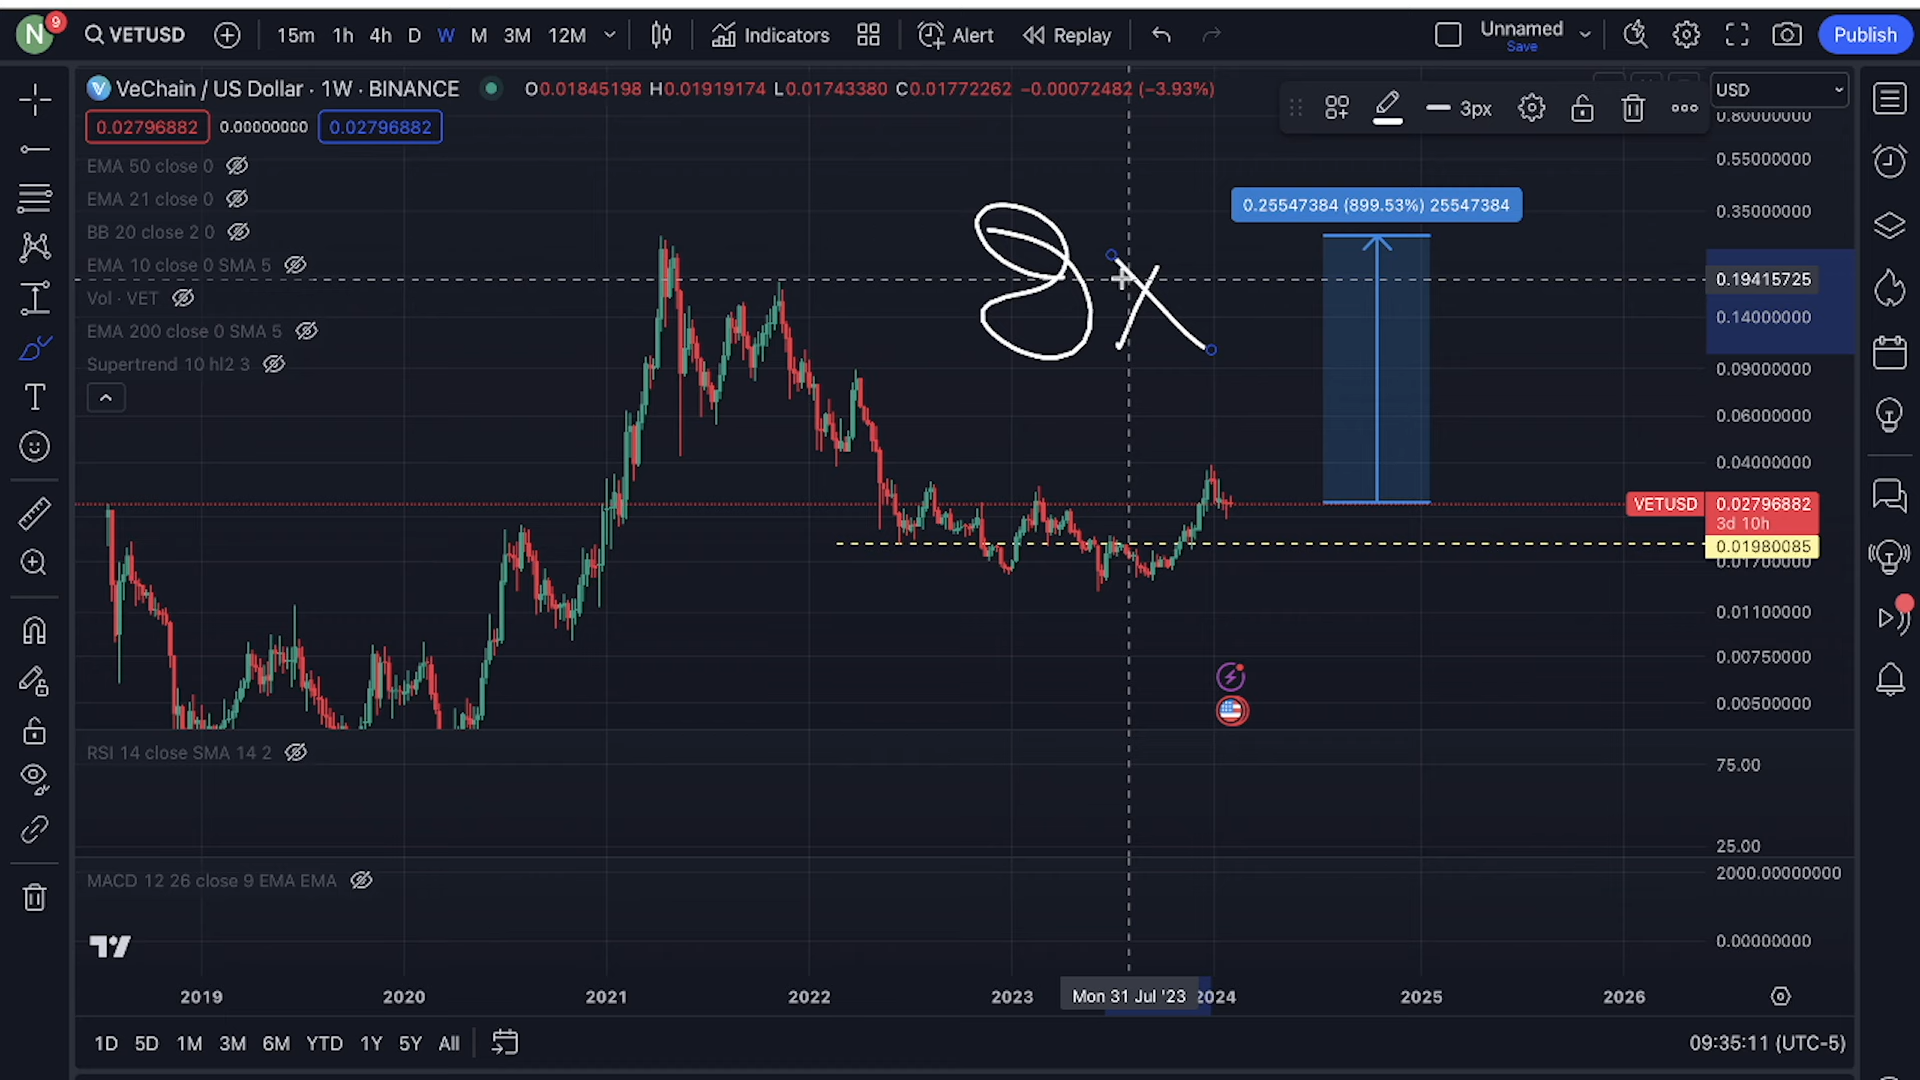 N 9 VETUSD 15m 1h 4h D W M 3M 12M Indicators Alert Replay Unnamed Save Publish
VeChain / US Dollar · 1W · BINANCE O0.01845198 H0.01919174 L0.01743380 C0.01772262 −0.00072482 (−3.93%) USD
3px
0.02796882 0.00000000 0.02796882
EMA 50 close 0
EMA 21 close 0
BB 20 close 2 0
EMA 10 close 0 SMA 5
Vol · VET
EMA 200 close 0 SMA 5
Supertrend 10 hl2 3
0.25547384 (899.53%) 25547384
0.80000000
0.55000000
0.35000000
0.19415725
0.14000000
0.09000000
0.06000000
0.04000000
VETUSD 0.02796882
3d 10h
0.01980085
0.01700000
0.01100000
0.00750000
0.00500000
RSI 14 close SMA 14 2
75.00
25.00
MACD 12 26 close 9 EMA EMA
2000.00000000
0.00000000
2019 2020 2021 2022 2023 Mon 31 Jul '23 2024 2025 2026
1D 5D 1M 3M 6M YTD 1Y 5Y All 09:35:11 (UTC-5)